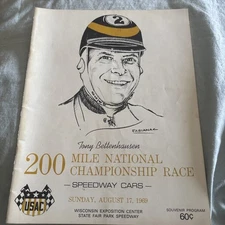 2
Tony Bettenhausen
200 MILE NATIONAL
CHAMPIONSHIP RACE
— SPEEDWAY CARS —
SUNDAY, AUGUST 17, 1969
WISCONSIN EXPOSITION CENTER
STATE FAIR PARK SPEEDWAY
USAC
SOUVENIR PROGRAM
60¢